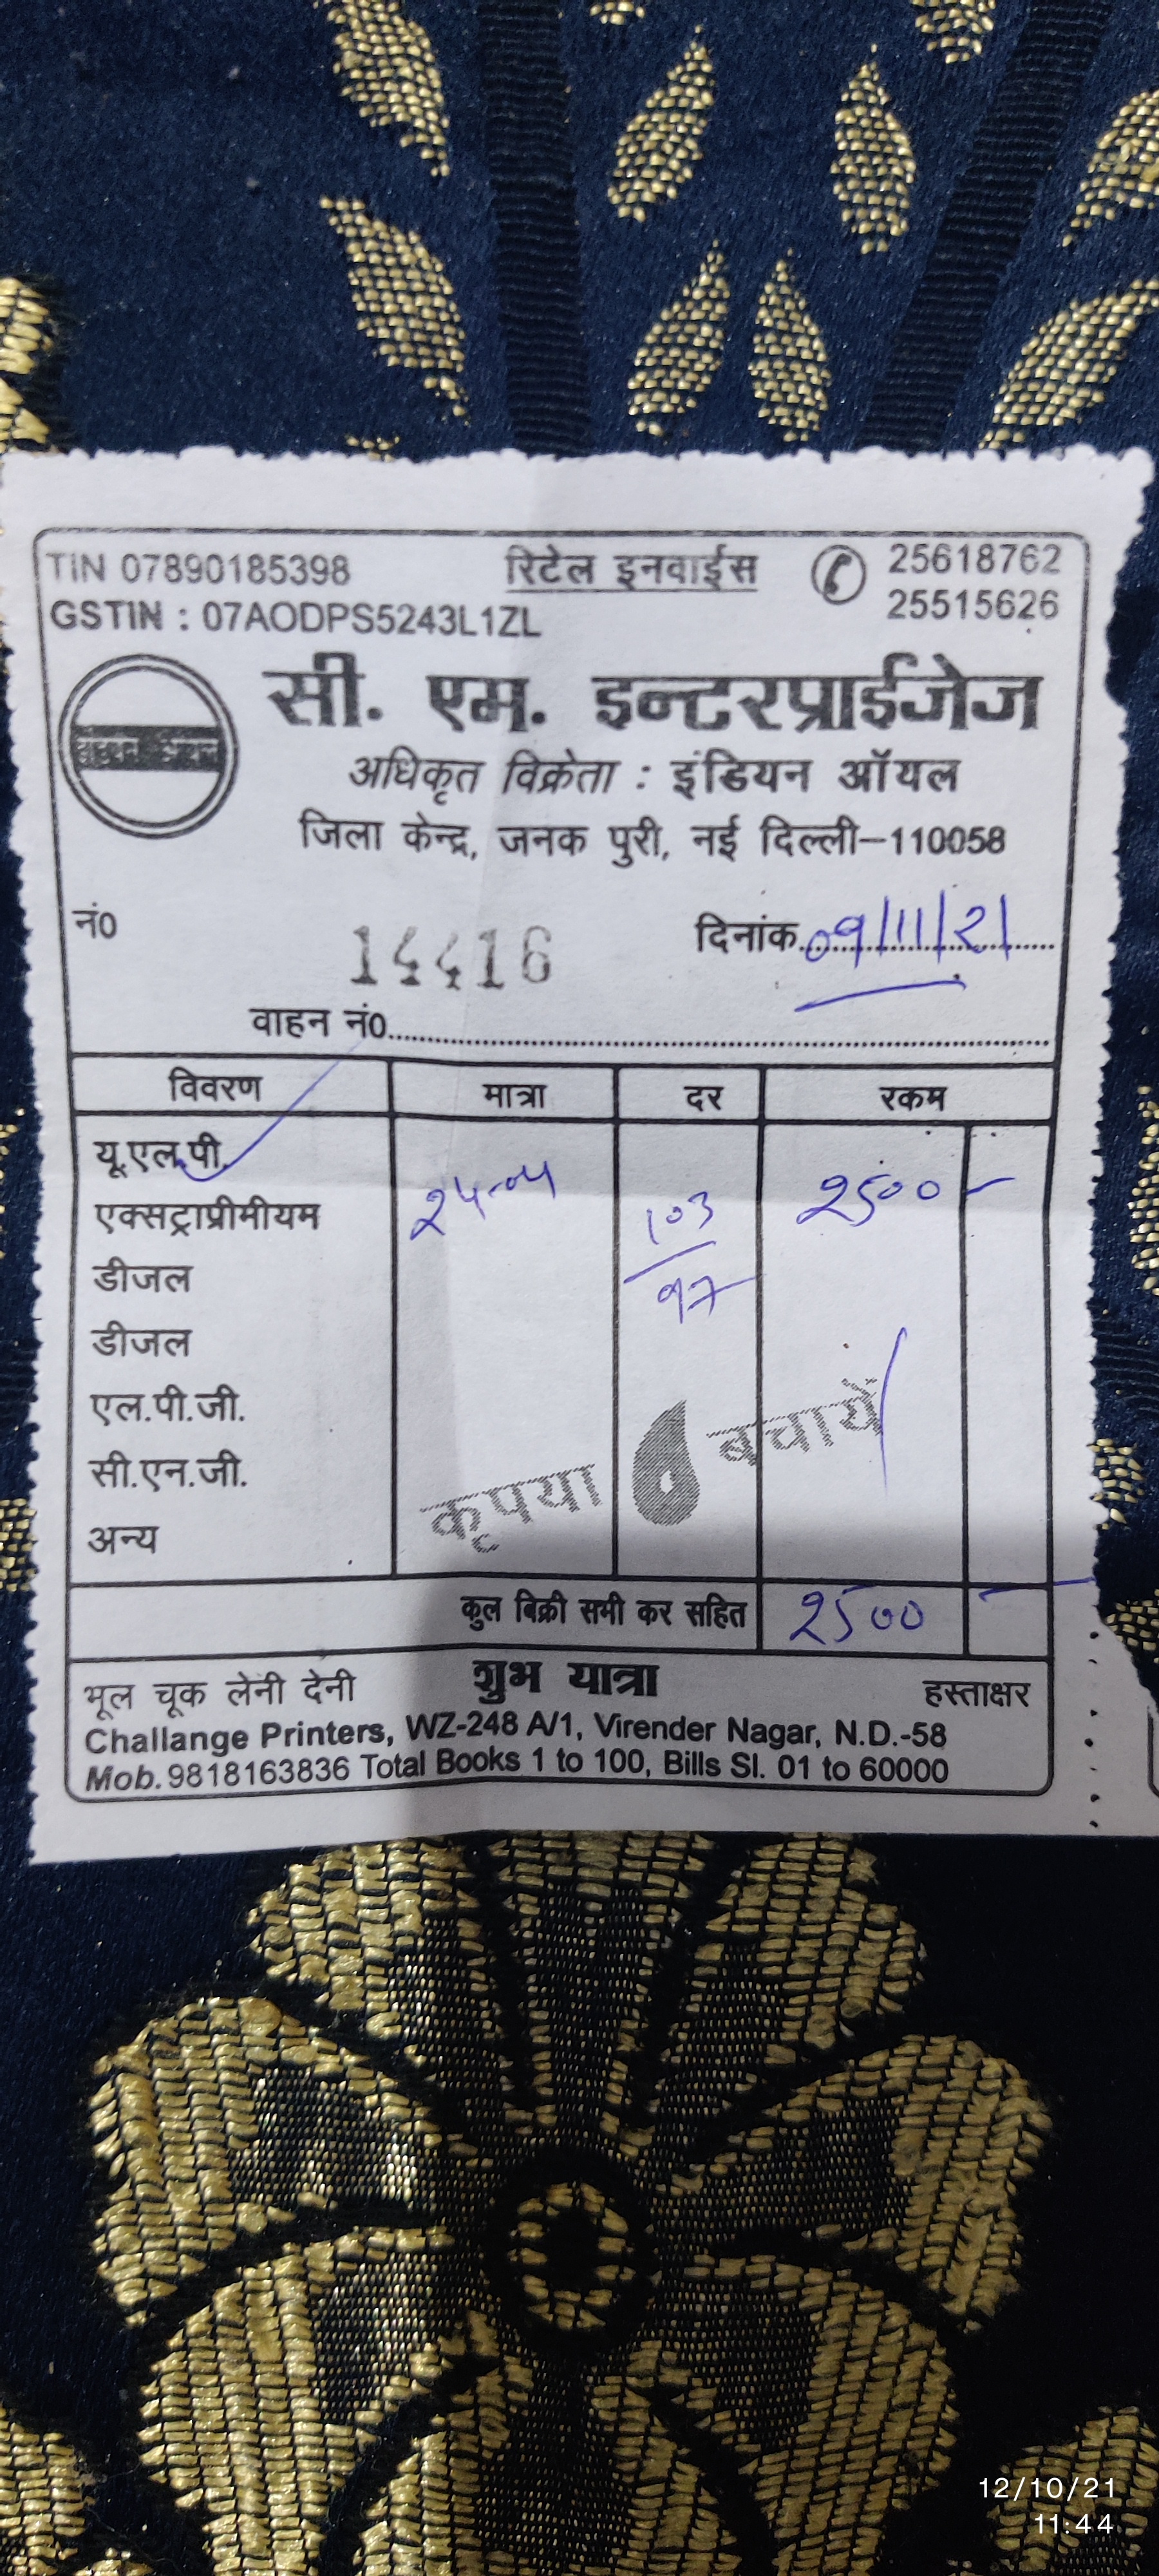 TIN 07890185398 रिटेल इनवाईस 25618762
GSTIN : 07AODPS5243L1ZL 25515626
सी. एम. इन्टरप्राईजेज
इंडियन ऑयल
अधिकृत विक्रेता : इंडियन ऑयल
जिला केन्द्र, जनक पुरी, नई दिल्ली-110058
नं0 14416 दिनांक 09/11/21
वाहन नं0
विवरण मात्रा दर रकम
यू.एल.पी.
एक्सट्राप्रीमीयम 24.04 103/97 2500/-
डीजल
डीजल
एल.पी.जी.
सी.एन.जी.
अन्य
कृपया बचायें
कुल बिक्री सभी कर सहित 2500
भूल चूक लेनी देनी शुभ यात्रा हस्ताक्षर
Challange Printers, WZ-248 A/1, Virender Nagar, N.D.-58
Mob. 9818163836 Total Books 1 to 100, Bills Sl. 01 to 60000
12/10/21
11:44